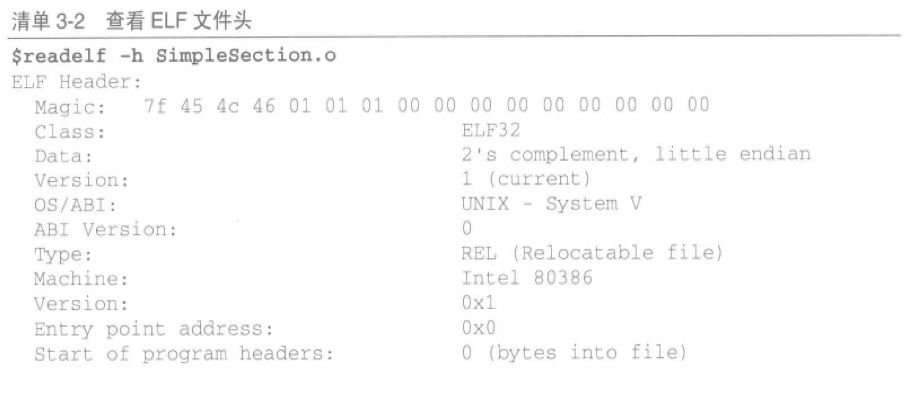 清单 3-2 查看 ELF 文件头
$readelf -h SimpleSection.o
ELF Header:
Magic: 7f 45 4c 46 01 01 01 00 00 00 00 00 00 00 00 00
Class: ELF32
Data: 2's complement, little endian
Version: 1 (current)
OS/ABI: UNIX - System V
ABI Version: 0
Type: REL (Relocatable file)
Machine: Intel 80386
Version: 0x1
Entry point address: 0x0
Start of program headers: 0 (bytes into file)